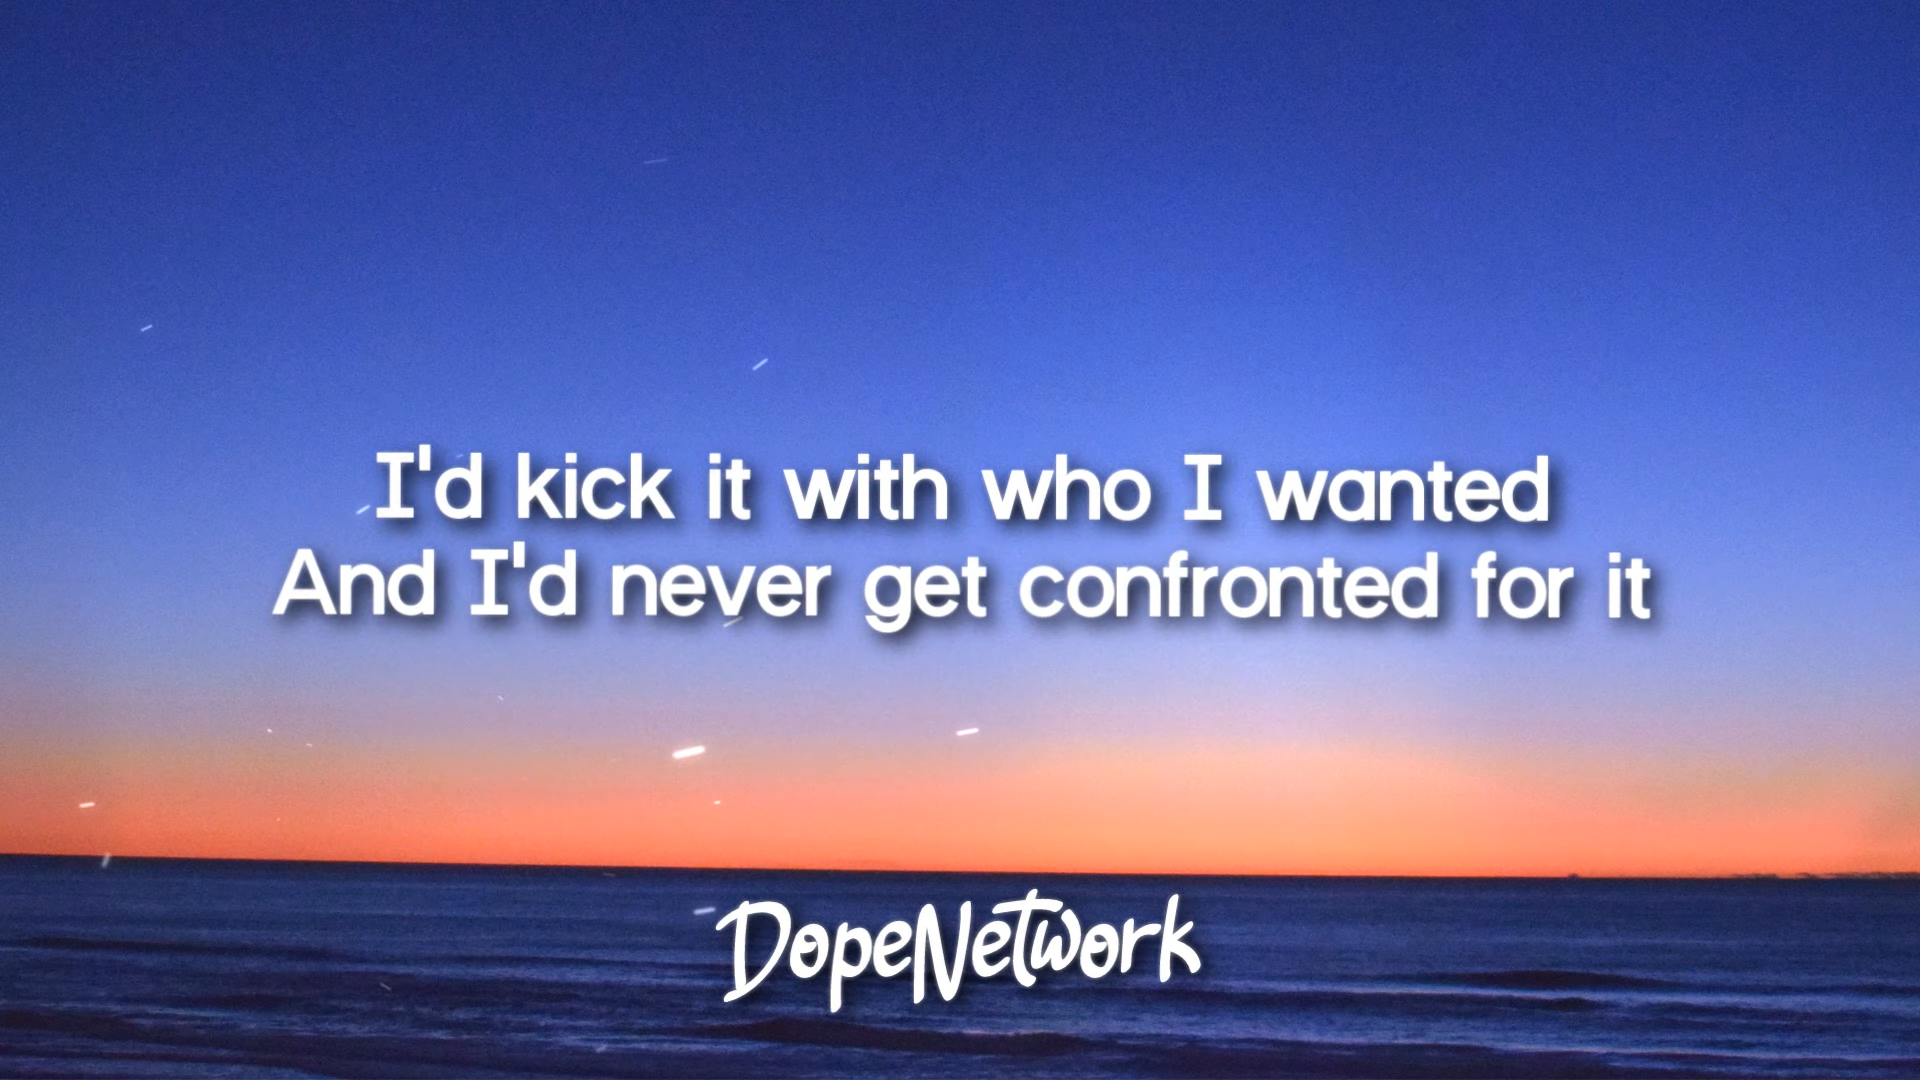 I'd kick it with who I wanted
And I'd never get confronted for it
DopeNetwork